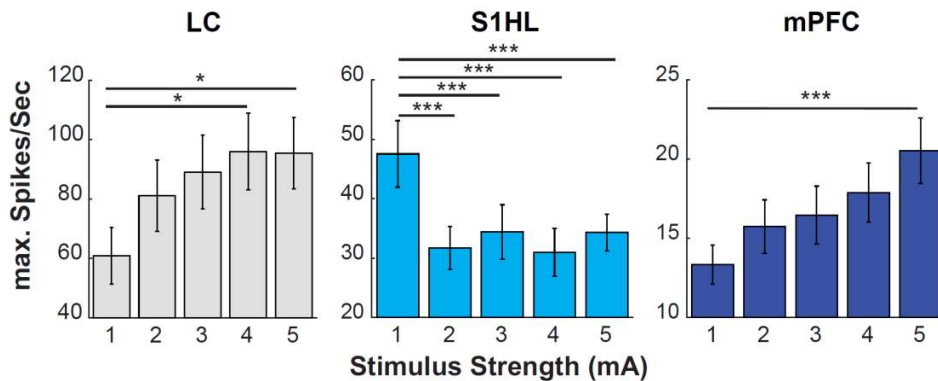 LC
S1HL
mPFC
max. Spikes/Sec
120
100
80
60
40
*
*
1 2 3 4 5
60
50
40
30
20
***
***
***
***
1 2 3 4 5
25
20
15
10
***
1 2 3 4 5
Stimulus Strength (mA)